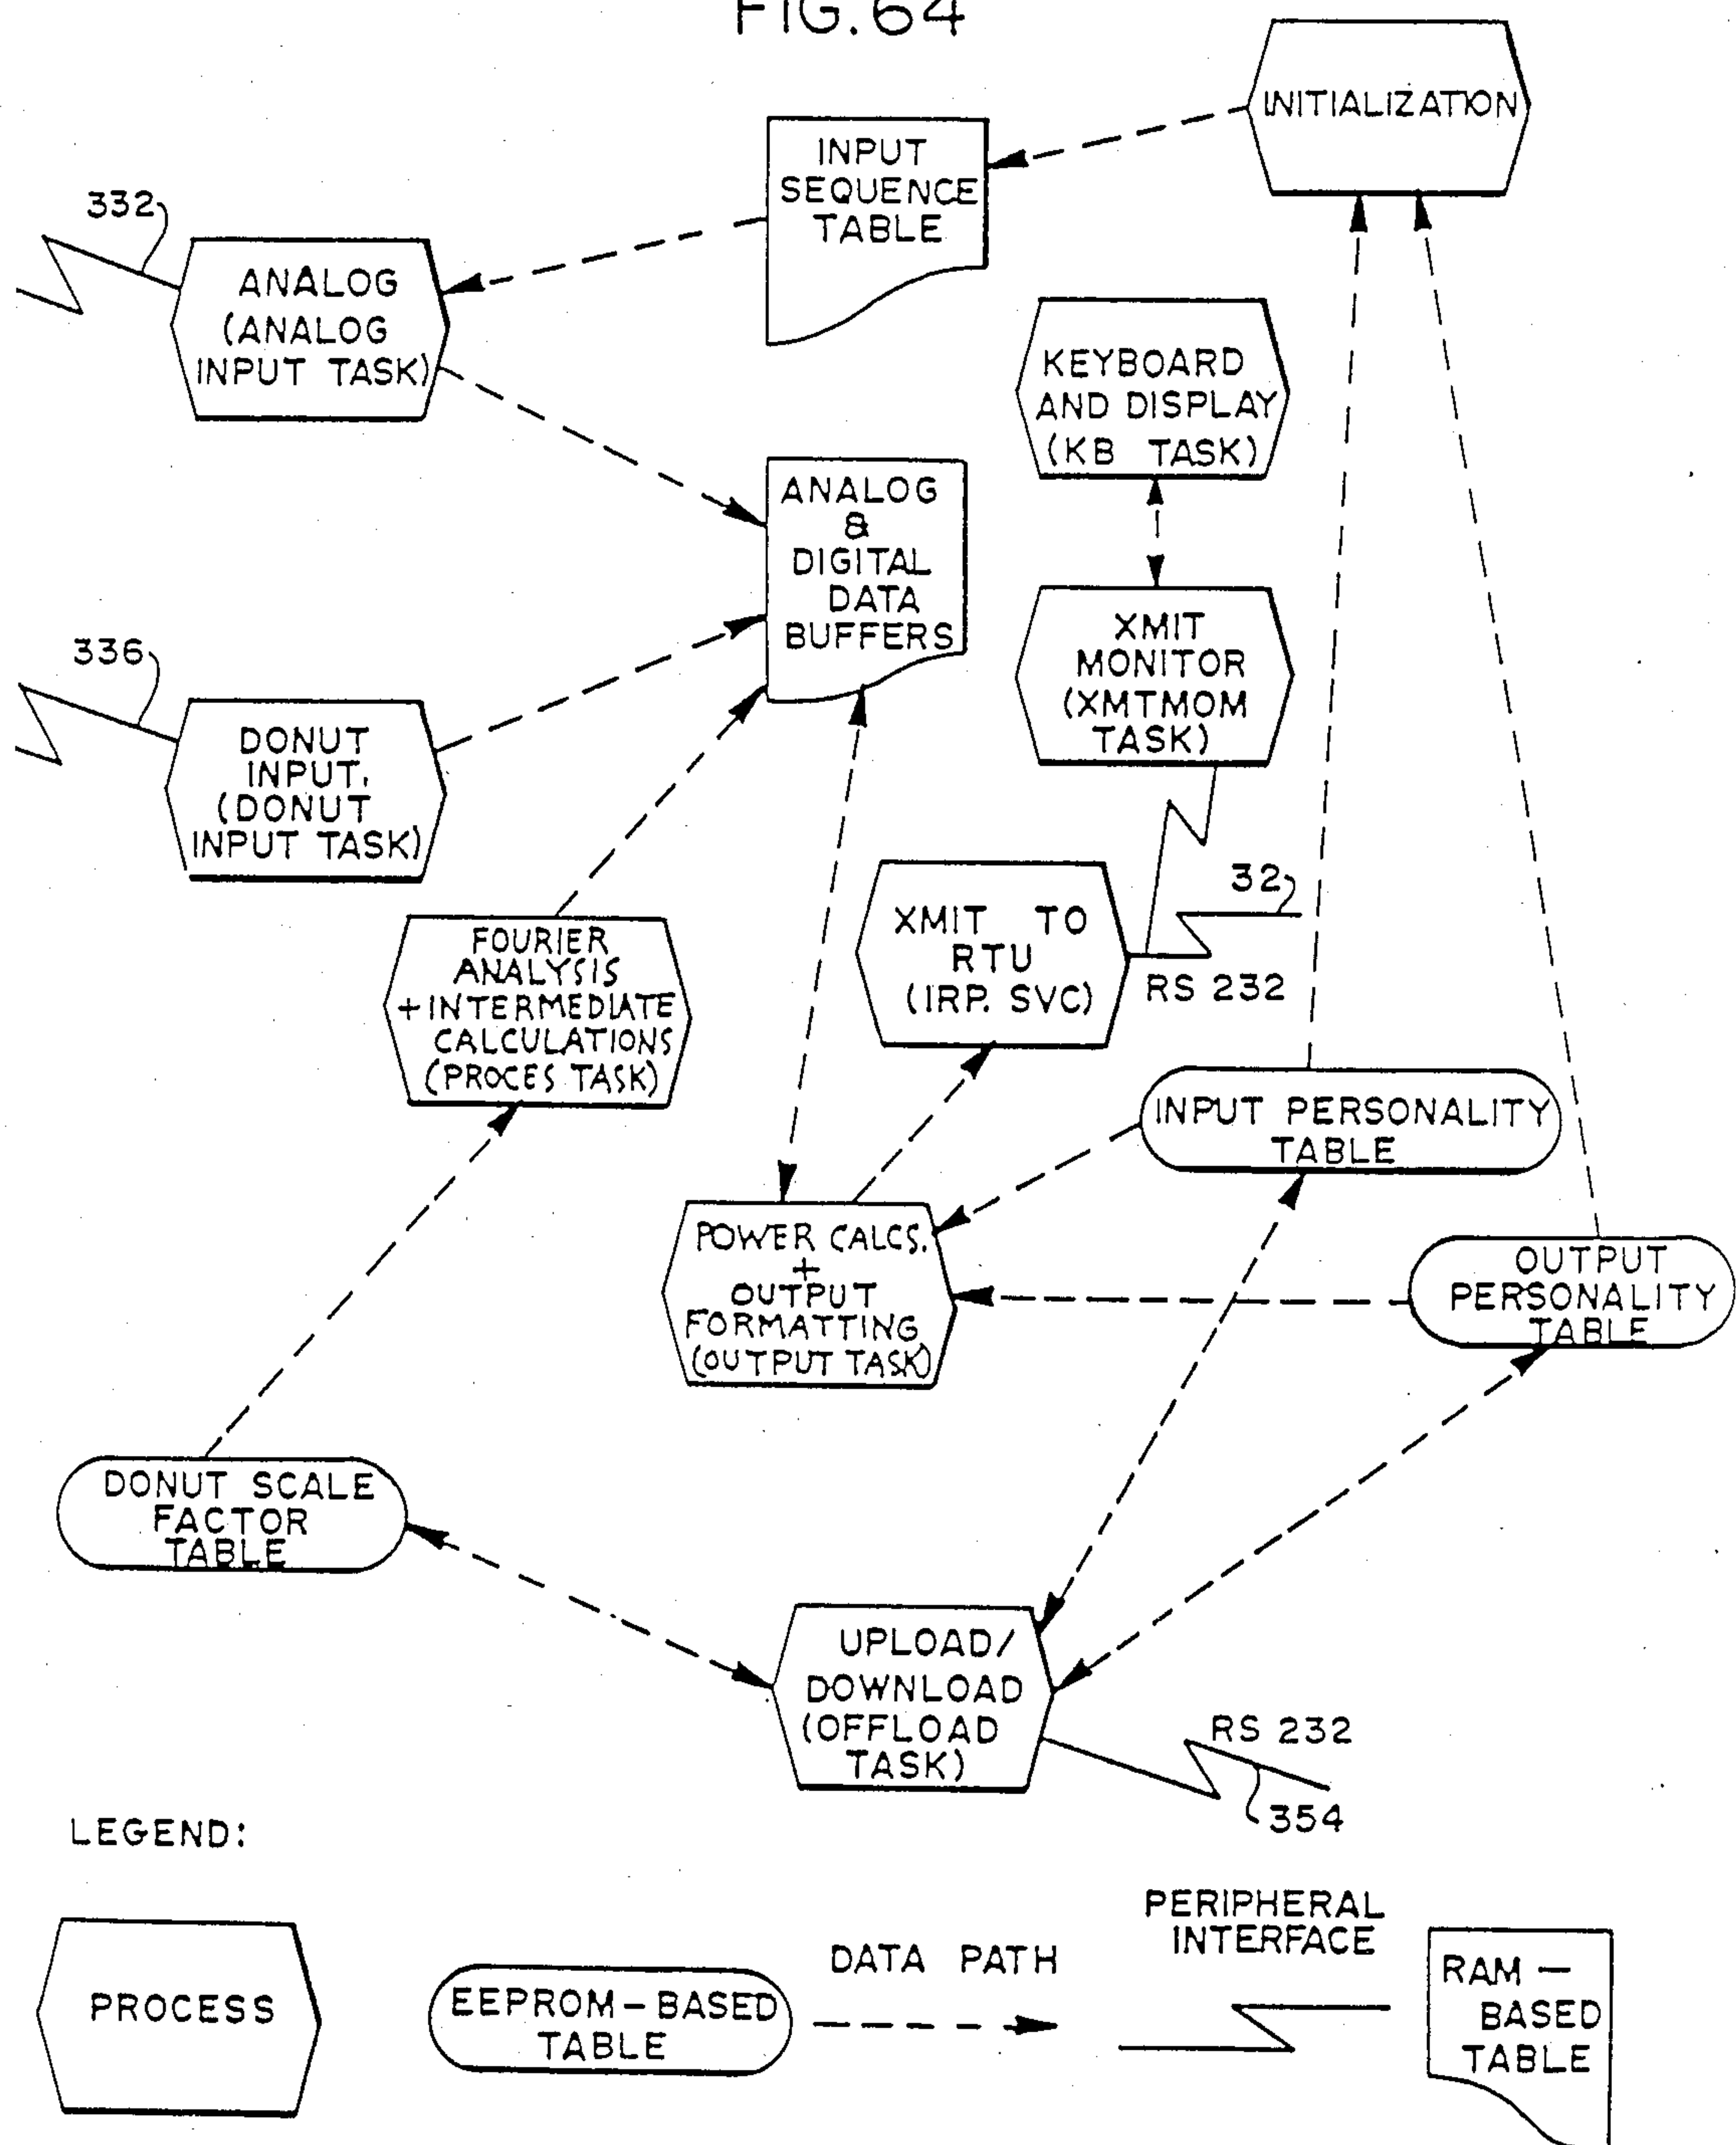 FIG. 64
INITIALIZATION
INPUT
SEQUENCE
TABLE
332
ANALOG
(ANALOG
INPUT TASK)
KEYBOARD
AND DISPLAY
(KB TASK)
ANALOG
&
DIGITAL
DATA
BUFFERS
XMIT
MONITOR
(XMTMOM
TASK)
336
DONUT
INPUT.
(DONUT
INPUT TASK)
32
XMIT TO
RTU
(IRP. SVC)
RS 232
FOURIER
ANALYSIS
+INTERMEDIATE
CALCULATIONS
(PROCES TASK)
INPUT PERSONALITY
TABLE
POWER CALCS.
+
OUTPUT
FORMATTING
(OUTPUT TASK)
OUTPUT
PERSONALITY
TABLE
DONUT SCALE
FACTOR
TABLE
UPLOAD/
DOWNLOAD
(OFFLOAD
TASK)
RS 232
354
LEGEND:
PROCESS
EEPROM-BASED
TABLE
DATA PATH
PERIPHERAL
INTERFACE
RAM-
BASED
TABLE